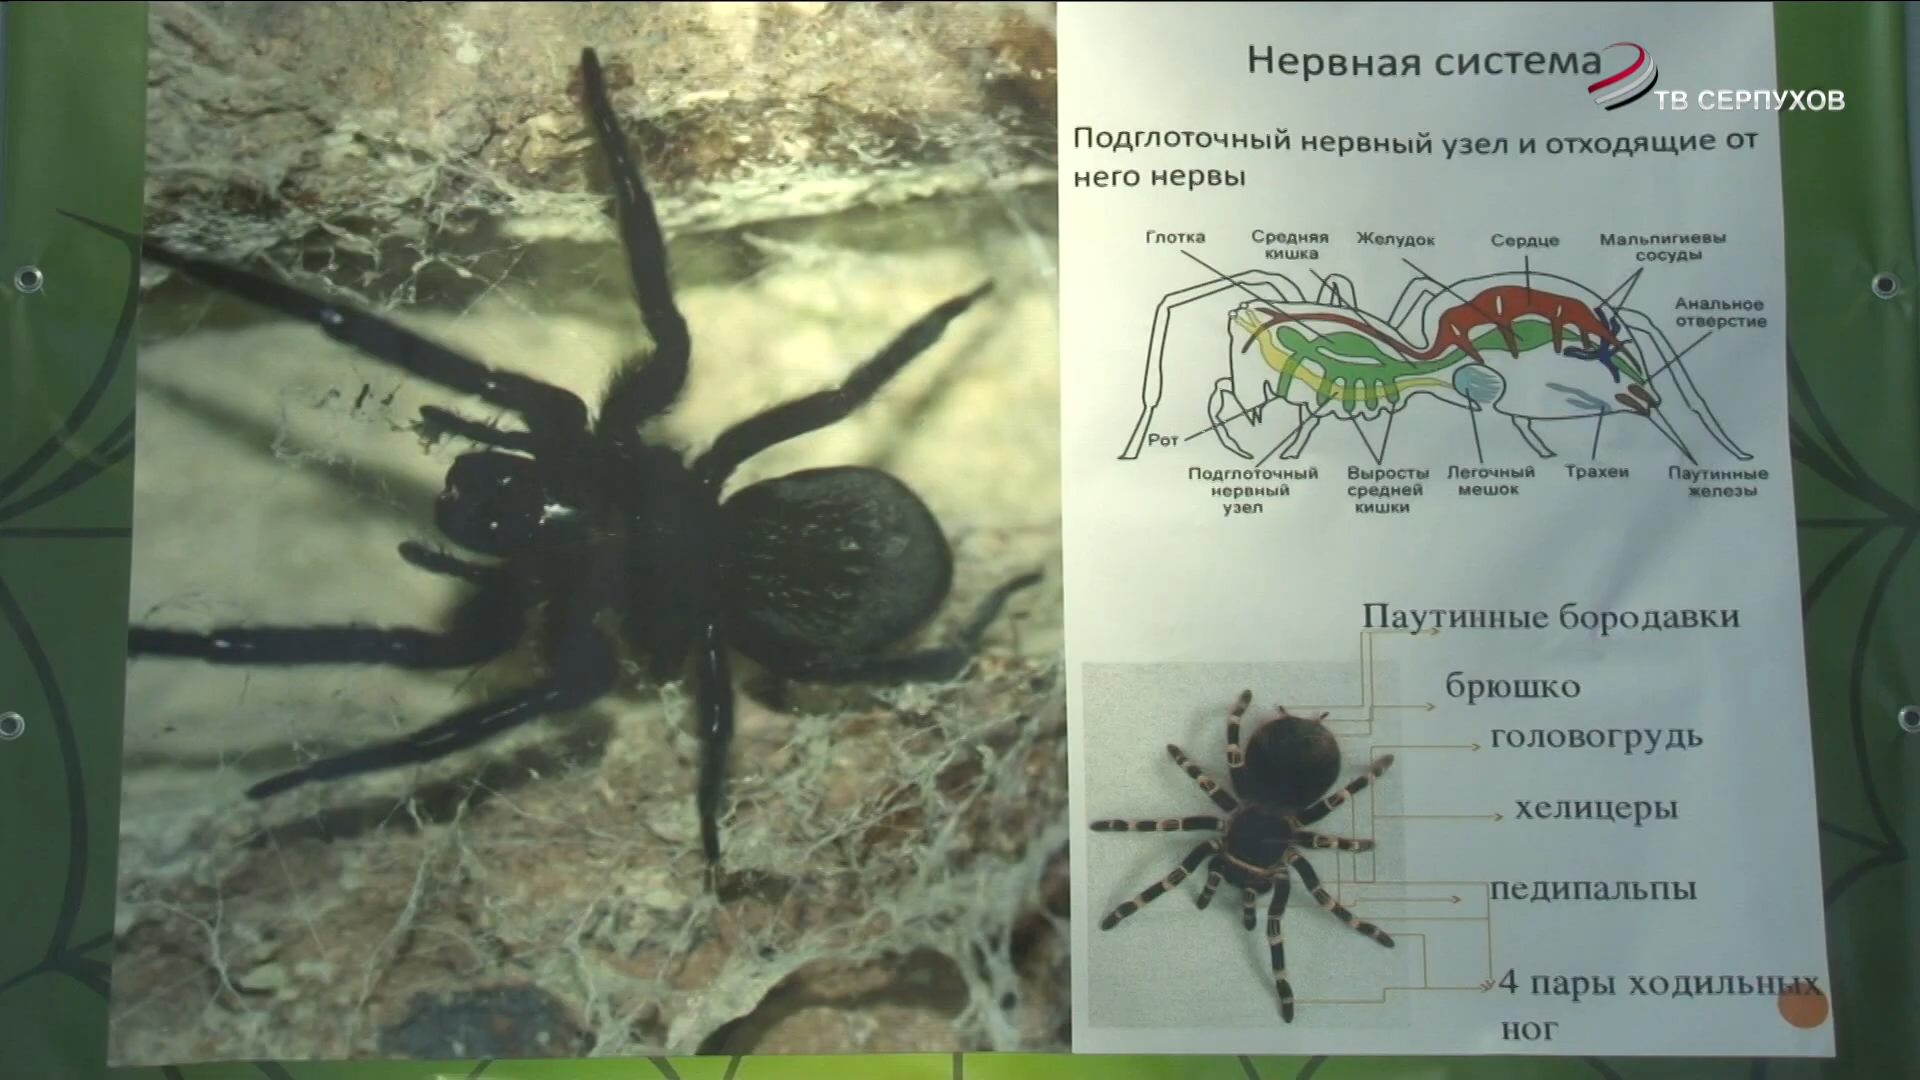 Нервная система
ТВ СЕРПУХОВ
Подглоточный нервный узел и отходящие от
него нервы
Глотка
Средняя
кишка
Желудок
Сердце
Мальпигиевы
сосуды
Анальное
отверстие
Рот
Подглоточный
нервный
узел
Выросты
средней
кишки
Легочный
мешок
Трахеи
Паутинные
железы
Паутинные бородавки
брюшко
головогрудь
хелицеры
педипальпы
4 пары ходильных
ног